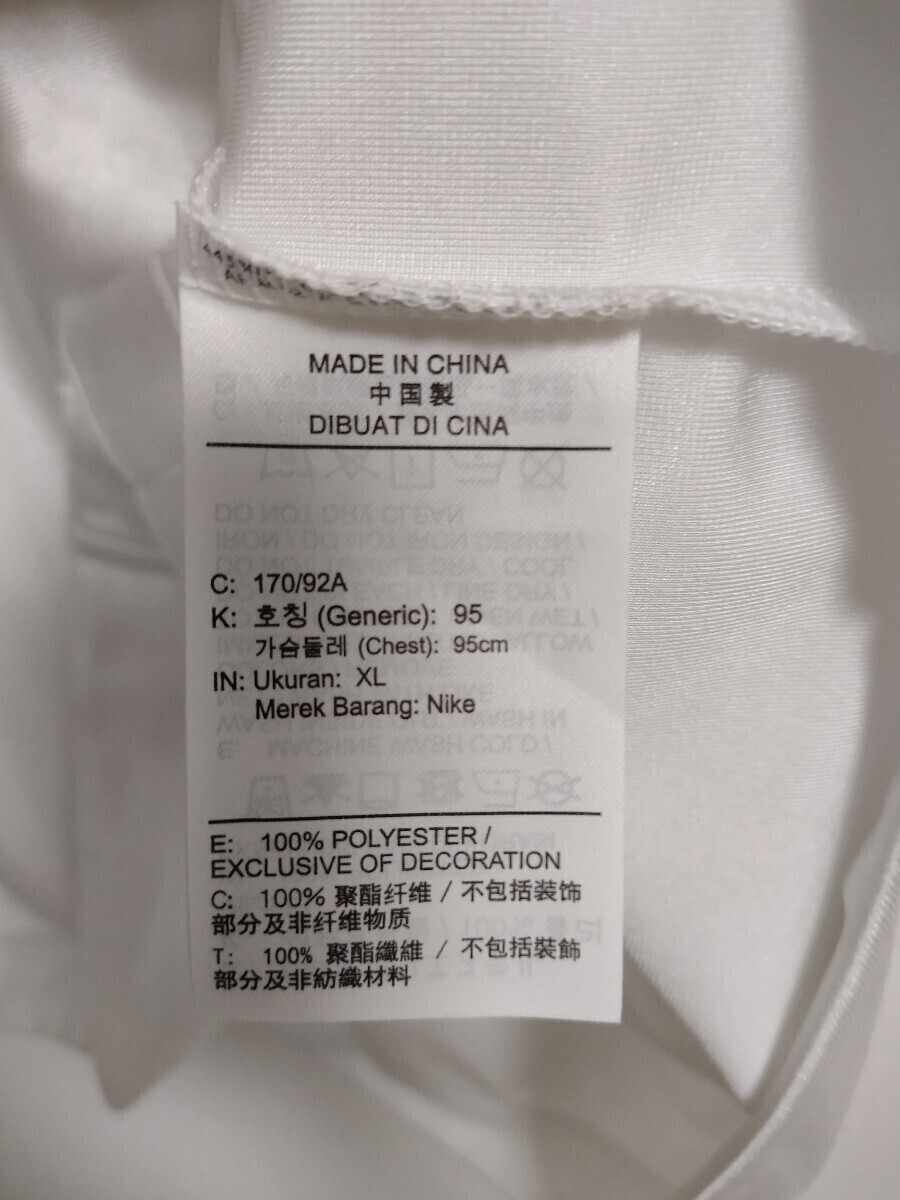 MADE IN CHINA
中国製
DIBUAT DI CINA
C: 170/92A
K: 호칭 (Generic): 95
가슴둘레 (Chest): 95cm
IN: Ukuran: XL
Merek Barang: Nike
E: 100% POLYESTER /
EXCLUSIVE OF DECORATION
C: 100% 聚酯纤维 / 不包括装饰
部分及非纤维物质
T: 100% 聚酯纖維 / 不包括裝飾
部分及非紡織材料